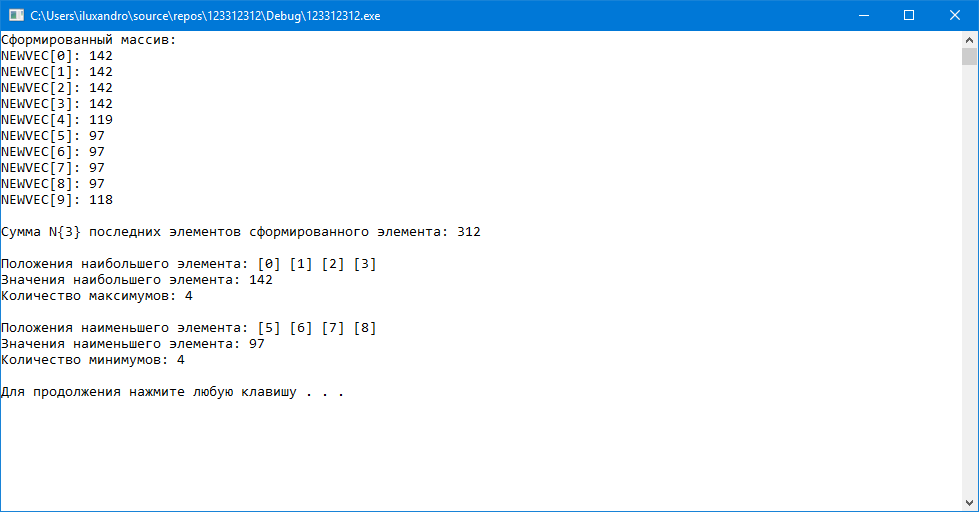 C:\Users\iluxandro\source\repos\123312312\Debug\123312312.exe
Сформированный массив:
NEWVEC[0]: 142
NEWVEC[1]: 142
NEWVEC[2]: 142
NEWVEC[3]: 142
NEWVEC[4]: 119
NEWVEC[5]: 97
NEWVEC[6]: 97
NEWVEC[7]: 97
NEWVEC[8]: 97
NEWVEC[9]: 118
Сумма N{3} последних элементов сформированного элемента: 312
Положения наибольшего элемента: [0] [1] [2] [3]
Значения наибольшего элемента: 142
Количество максимумов: 4
Положения наименьшего элемента: [5] [6] [7] [8]
Значения наименьшего элемента: 97
Количество минимумов: 4
Для продолжения нажмите любую клавишу . . .